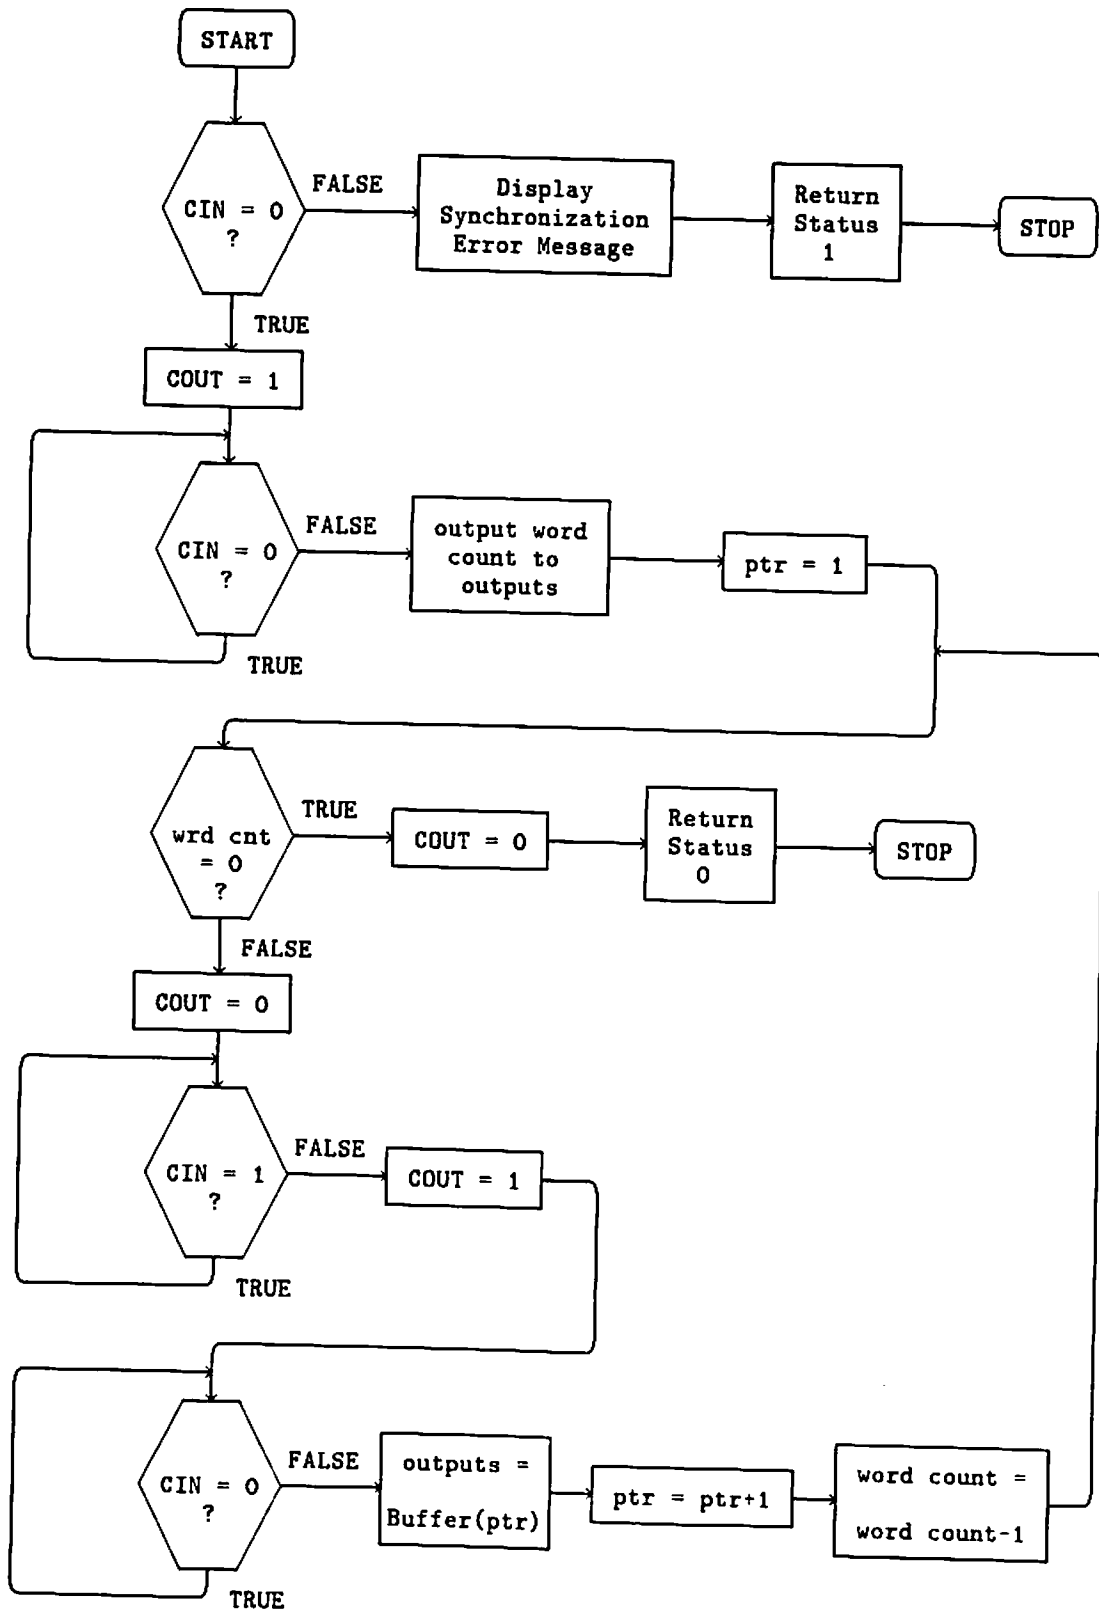 START
CIN = 0
?
FALSE
Display
Synchronization
Error Message
Return
Status
1
STOP
TRUE
COUT = 1
CIN = 0
?
FALSE
output word
count to
outputs
ptr = 1
TRUE
wrd cnt
= 0
?
TRUE
COUT = 0
Return
Status
0
STOP
FALSE
COUT = 0
CIN = 1
?
FALSE
COUT = 1
TRUE
CIN = 0
?
FALSE
outputs =
Buffer(ptr)
ptr = ptr+1
word count =
word count-1
TRUE